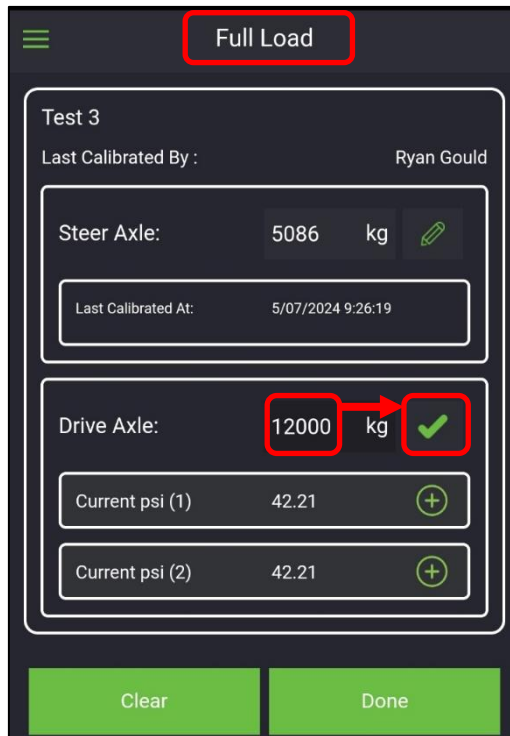 Full Load
Test 3
Last Calibrated By : Ryan Gould
Steer Axle: 5086 kg
Last Calibrated At: 5/07/2024 9:26:19
Drive Axle: 12000 kg
Current psi (1) 42.21
Current psi (2) 42.21
Clear Done